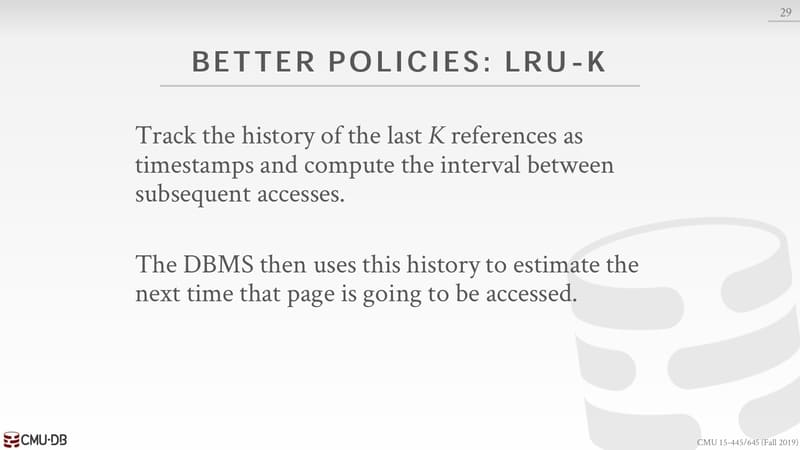 29
BETTER POLICIES: LRU-K
Track the history of the last K references as
timestamps and compute the interval between
subsequent accesses.
The DBMS then uses this history to estimate the
next time that page is going to be accessed.
CMU·DB
CMU 15-445/645 (Fall 2019)